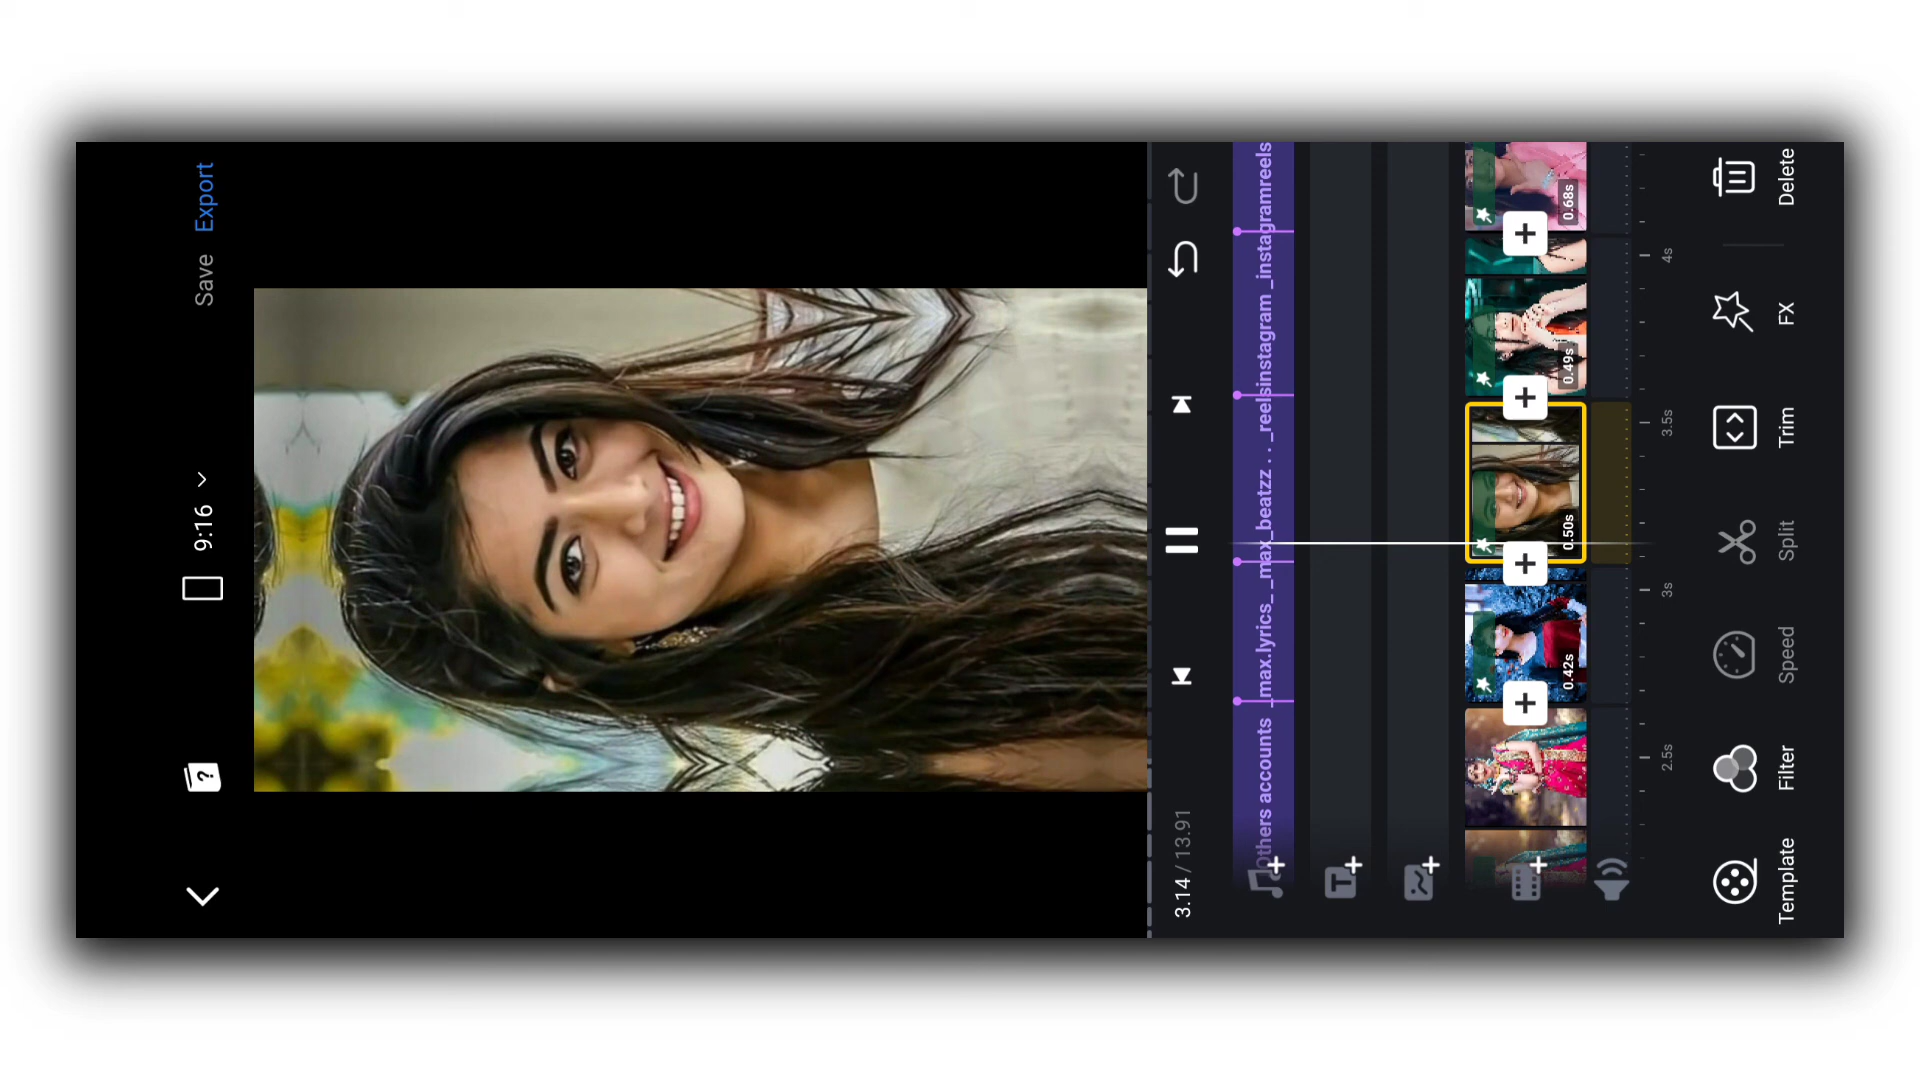 9:16
Save
Export
3.14 / 13.91
Others accounts _max.lyrics_ _max_beatzz . . _reelsinstagram _instagramreels
0.42s
0.50s
0.49s
0.68s
2.5s
3s
3.5s
4s
Template
Filter
Speed
Split
Trim
FX
Delete